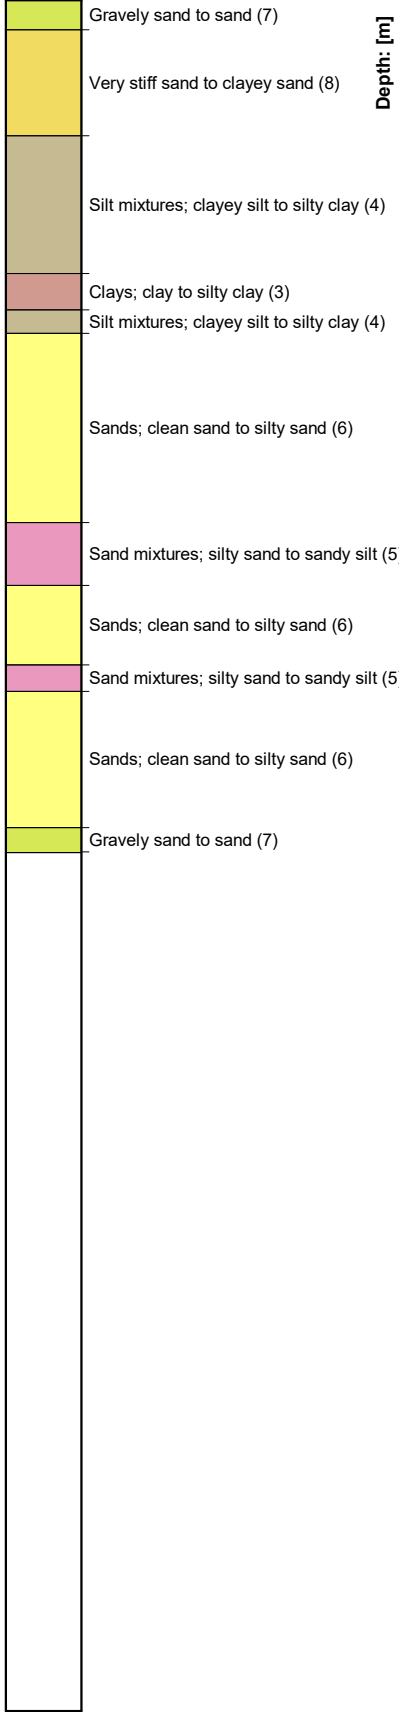 Gravely sand to sand (7)
Depth: [m]
Very stiff sand to clayey sand (8)
Silt mixtures; clayey silt to silty clay (4)
Clays; clay to silty clay (3)
Silt mixtures; clayey silt to silty clay (4)
Sands; clean sand to silty sand (6)
Sand mixtures; silty sand to sandy silt (5)
Sands; clean sand to silty sand (6)
Sand mixtures; silty sand to sandy silt (5)
Sands; clean sand to silty sand (6)
Gravely sand to sand (7)